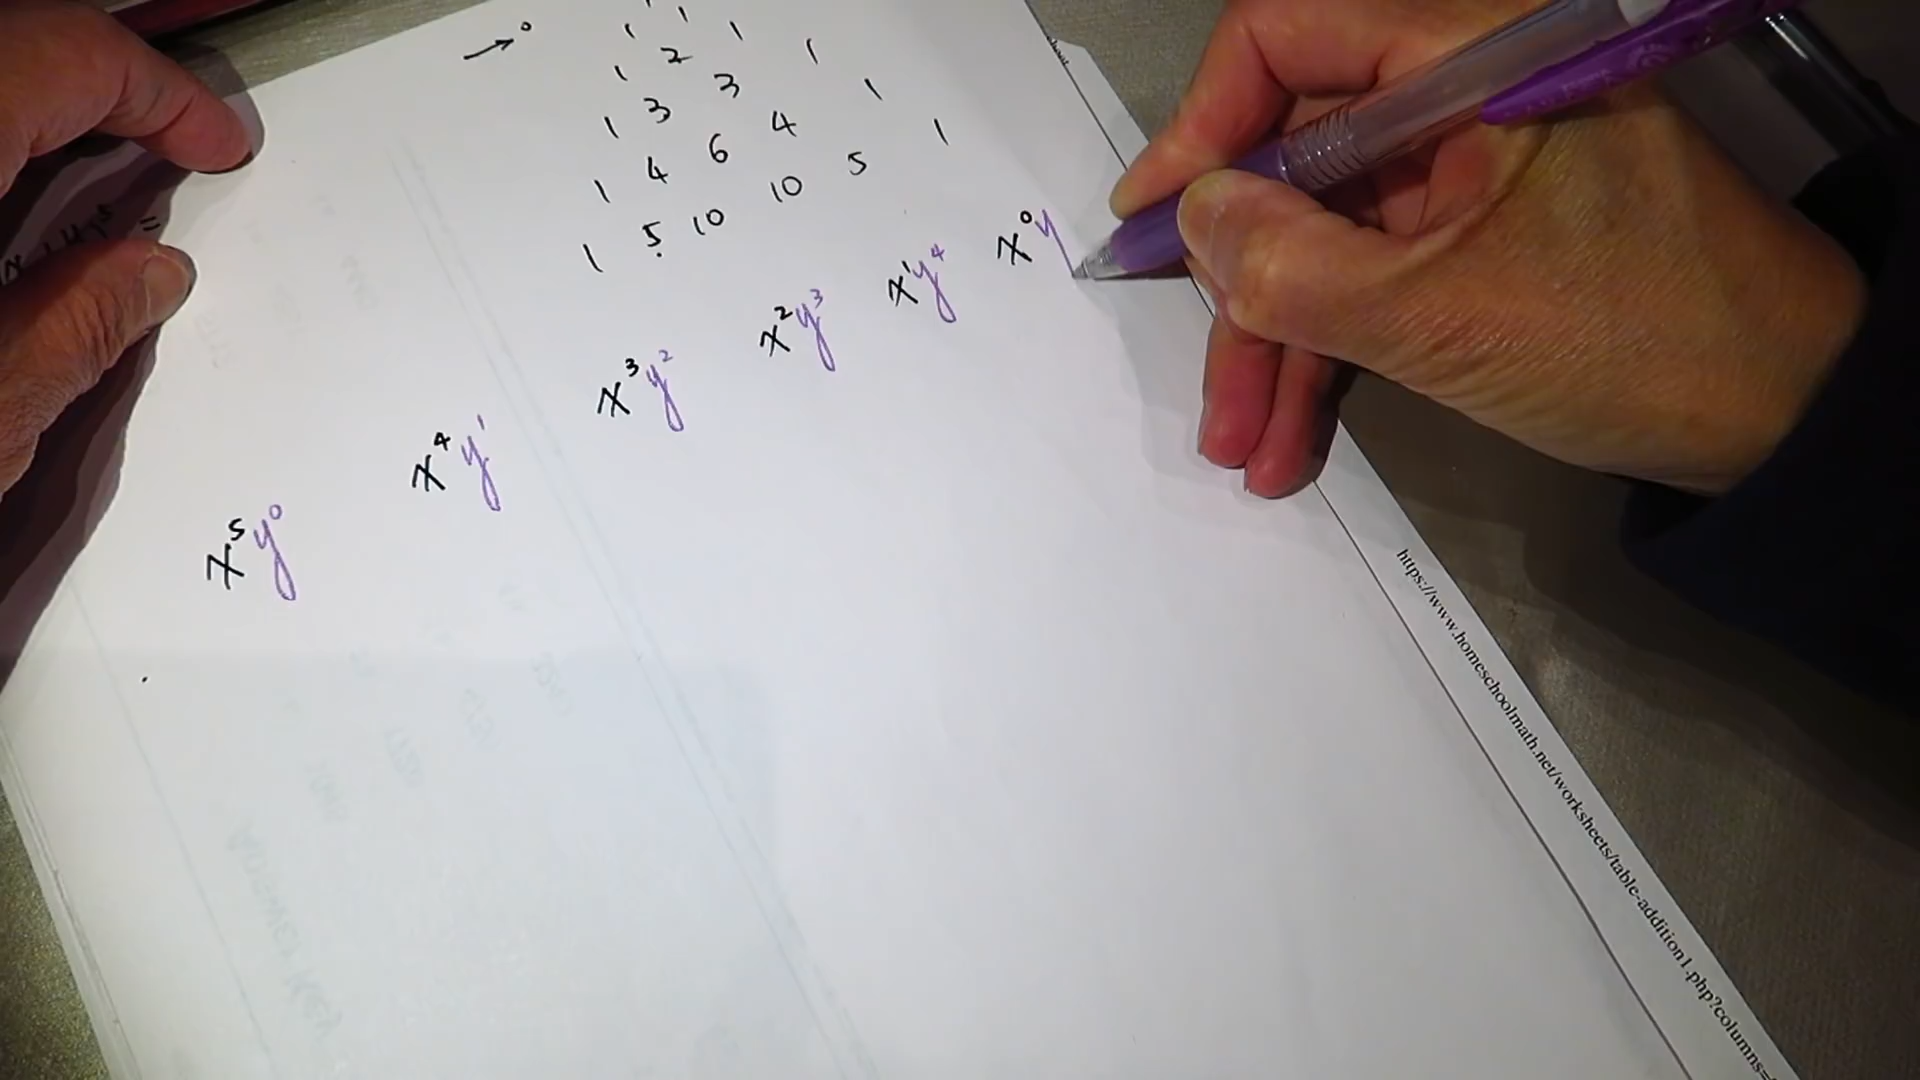 → 0
1 1
1 2 1
1 3 3 1
1 4 6 4 1
1 5 10 10 5 1
x⁵y⁰ x⁴y¹ x³y² x²y³ x¹y⁴ x⁰y
https://www.homeschoolmath.net/worksheets/table-addition1.php?columns=